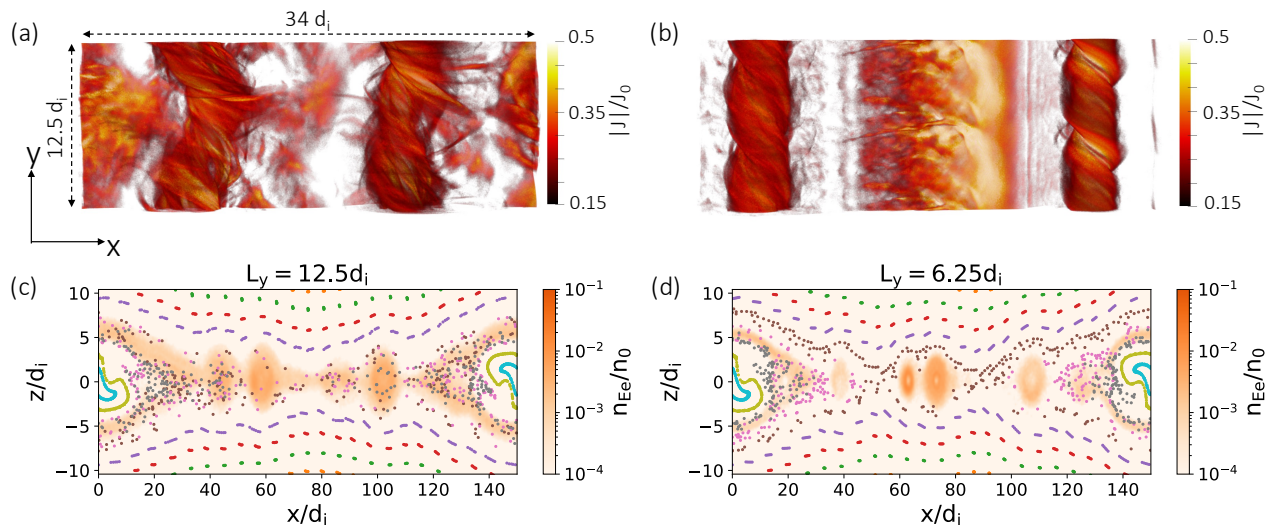 (a)
34 d_i
12.5 d_i
y
x
0.5
0.35
0.15
|J|/J_0
(b)
0.5
0.35
0.15
|J|/J_0
(c)
L_y = 12.5d_i
10
5
0
−5
−10
z/d_i
0 20 40 60 80 100 120 140
x/d_i
10^−1
10^−2
10^−3
10^−4
n_Ee/n_0
(d)
L_y = 6.25d_i
10
5
0
−5
−10
z/d_i
0 20 40 60 80 100 120 140
x/d_i
10^−1
10^−2
10^−3
10^−4
n_Ee/n_0